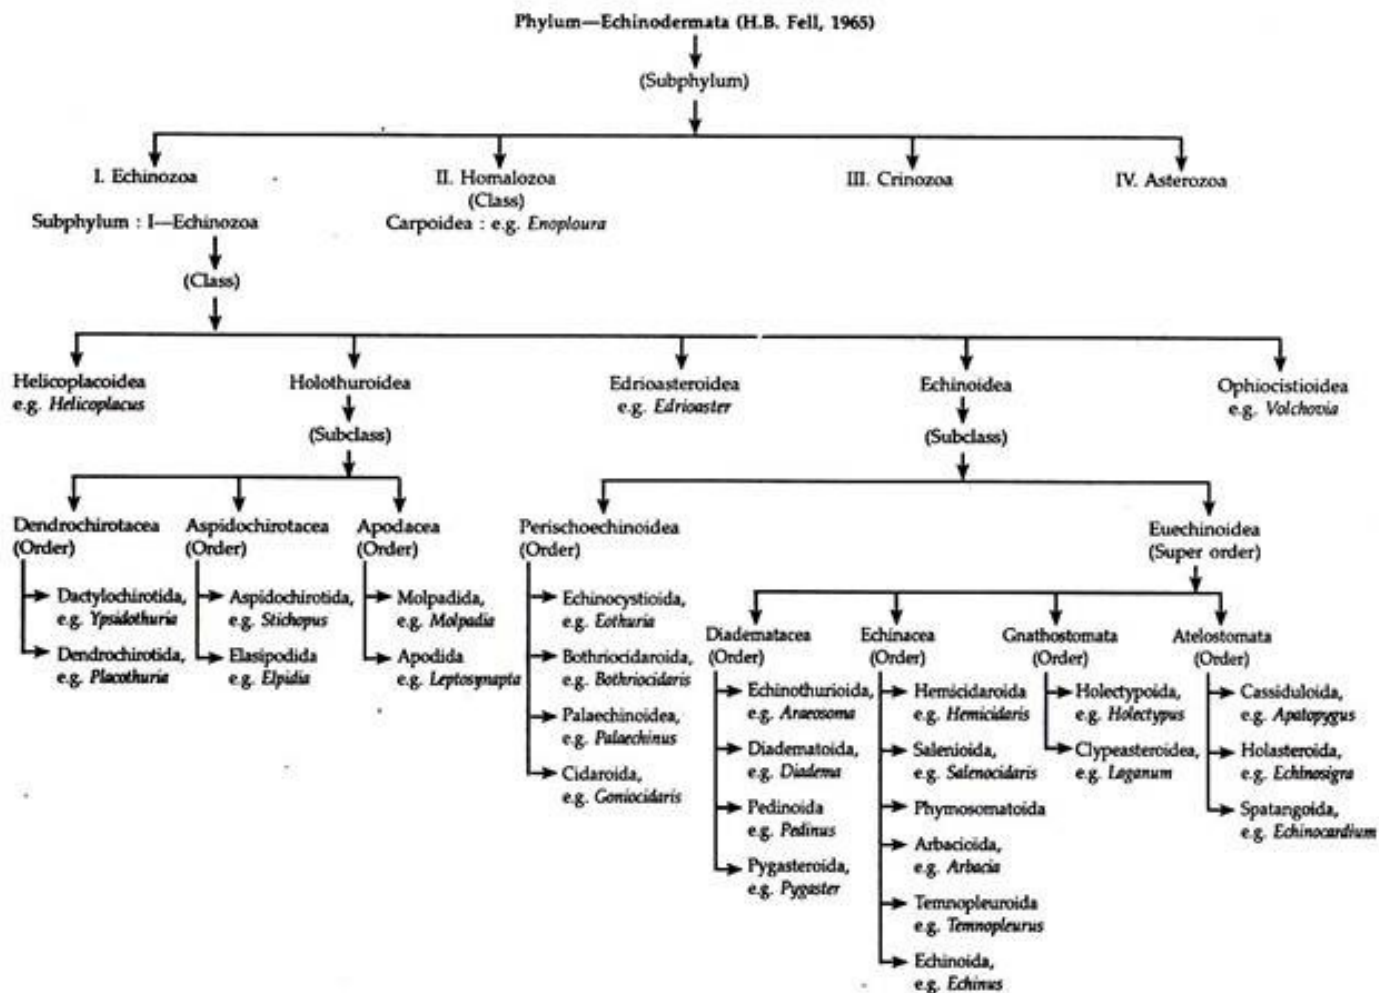 Phylum—Echinodermata (H.B. Fell, 1965)
(Subphylum)
I. Echinozoa
II. Homalozoa
(Class)
Carpoidea : e.g. Enoploura
III. Crinozoa
IV. Asterozoa
Subphylum : I—Echinozoa
(Class)
Helicoplacoidea
e.g. Helicoplacus
Holothuroidea
(Subclass)
Edrioasteroidea
e.g. Edrioaster
Echinoidea
(Subclass)
Ophiocistioidea
e.g. Volchovia
Dendrochirotacea
(Order)
Dactylochirotida,
e.g. Ypsidothuria
Dendrochirotida,
e.g. Placothuria
Aspidochirotacea
(Order)
Aspidochirotida,
e.g. Stichopus
Elasipodida
e.g. Elpidia
Apodacea
(Order)
Molpadida,
e.g. Molpadia
Apodida
e.g. Leptosynapta
Perischoechinoidea
(Order)
Echinocystioida,
e.g. Eothuria
Bothriocidaroida,
e.g. Bothriocidaris
Palaechinoidea,
e.g. Palaechinus
Cidaroida,
e.g. Goniocidaris
Euechinoidea
(Super order)
Diadematacea
(Order)
Echinothurioida,
e.g. Araeosoma
Diadematoida,
e.g. Diadema
Pedinoida
e.g. Pedinus
Pygasteroida,
e.g. Pygaster
Echinacea
(Order)
Hemicidaroida
e.g. Hemicidaris
Salenioida,
e.g. Salenocidaris
Phymosomatoida
Arbacioida,
e.g. Arbacia
Temnopleuroida
e.g. Temnopleurus
Echinoida,
e.g. Echinus
Gnathostomata
(Order)
Holectypoida,
e.g. Holectypus
Clypeasteroidea,
e.g. Laganum
Atelostomata
(Order)
Cassiduloida,
e.g. Apatopygus
Holasteroida,
e.g. Echinosigra
Spatangoida,
e.g. Echinocardium